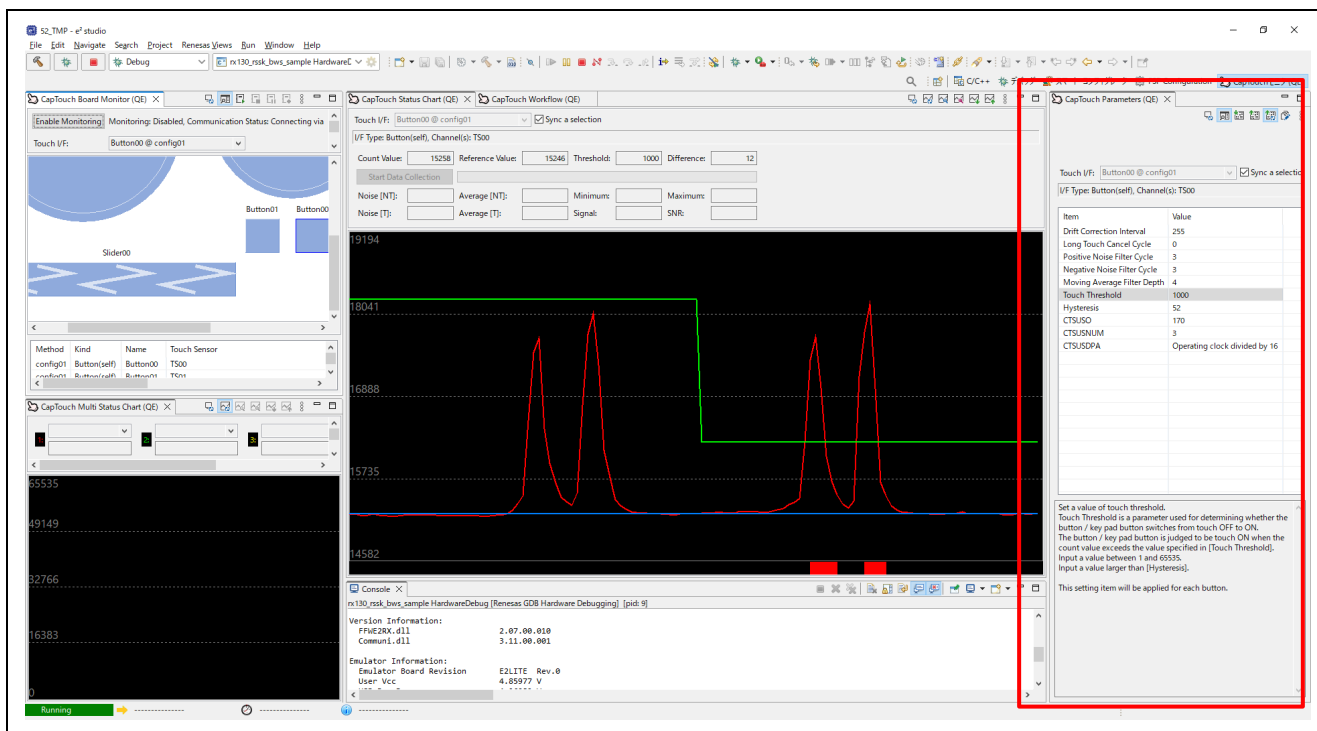 52_TMP - e² studio
File Edit Navigate Search Project Renesas Views Run Window Help
Debug
rx130_rssk_bws_sample HardwareD
C/C++
CapTouch Board Monitor (QE)
Enable Monitoring Monitoring: Disabled, Communication Status: Connecting via
Touch I/F: Button00 @ config01
Button01 Button00
Slider00
Method Kind Name Touch Sensor
config01 Button(self) Button00 TS00
config01 Button(self) Button01 TS01
CapTouch Multi Status Chart (QE)
1: 2: 3:
65535
49149
32766
16383
0
CapTouch Status Chart (QE) CapTouch Workflow (QE)
Touch I/F: Button00 @ config01 Sync a selection
I/F Type: Button(self), Channel(s): TS00
Count Value: 15258 Reference Value: 15246 Threshold: 1000 Difference: 12
Start Data Collection
Noise [NT]: Average [NT]: Minimum: Maximum:
Noise [T]: Average [T]: Signal: SNR:
19194
18041
16888
15735
14582
Console
rx130_rssk_bws_sample HardwareDebug [Renesas GDB Hardware Debugging] [pid: 9]
Version Information:
FFWE2RX.dll 2.07.00.010
Communi.dll 3.11.00.001
Emulator Information:
Emulator Board Revision E2LITE Rev.0
User Vcc 4.85977 V
CapTouch Parameters (QE)
Touch I/F: Button00 @ config01 Sync a selectio
I/F Type: Button(self), Channel(s): TS00
Item Value
Drift Correction Interval 255
Long Touch Cancel Cycle 0
Positive Noise Filter Cycle 3
Negative Noise Filter Cycle 3
Moving Average Filter Depth 4
Touch Threshold 1000
Hysteresis 52
CTSUSO 170
CTSUSNUM 3
CTSUSDPA Operating clock divided by 16
Set a value of touch threshold.
Touch Threshold is a parameter used for determining whether the
button / key pad button switches from touch OFF to ON.
The button / key pad button is judged to be touch ON when the
count value exceeds the value specified in [Touch Threshold].
Input a value between 1 and 65535.
Input a value larger than [Hysteresis].
This setting item will be applied for each button.
Running